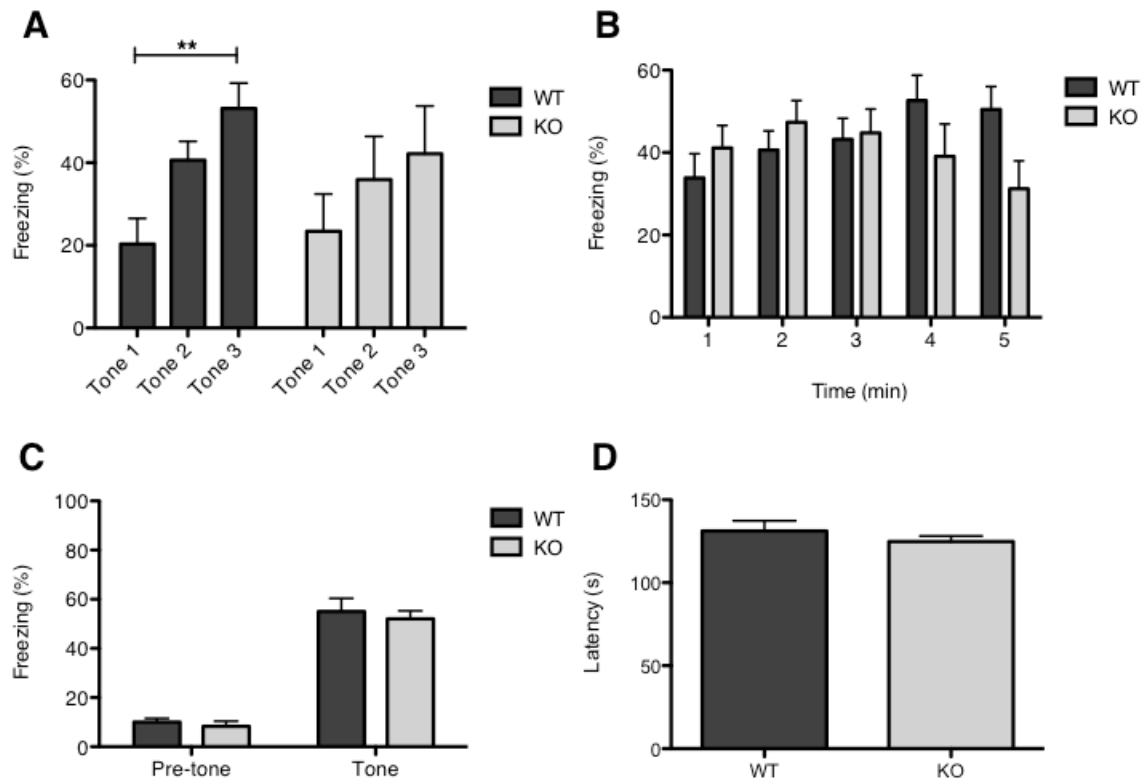 A
**
60
40
20
0
Freezing (%)
Tone 1
Tone 2
Tone 3
Tone 1
Tone 2
Tone 3
WT
KO
B
60
40
20
0
Freezing (%)
1 2 3 4 5
Time (min)
WT
KO
C
100
80
60
40
20
0
Freezing (%)
Pre-tone Tone
WT
KO
D
150
100
50
0
Latency (s)
WT KO